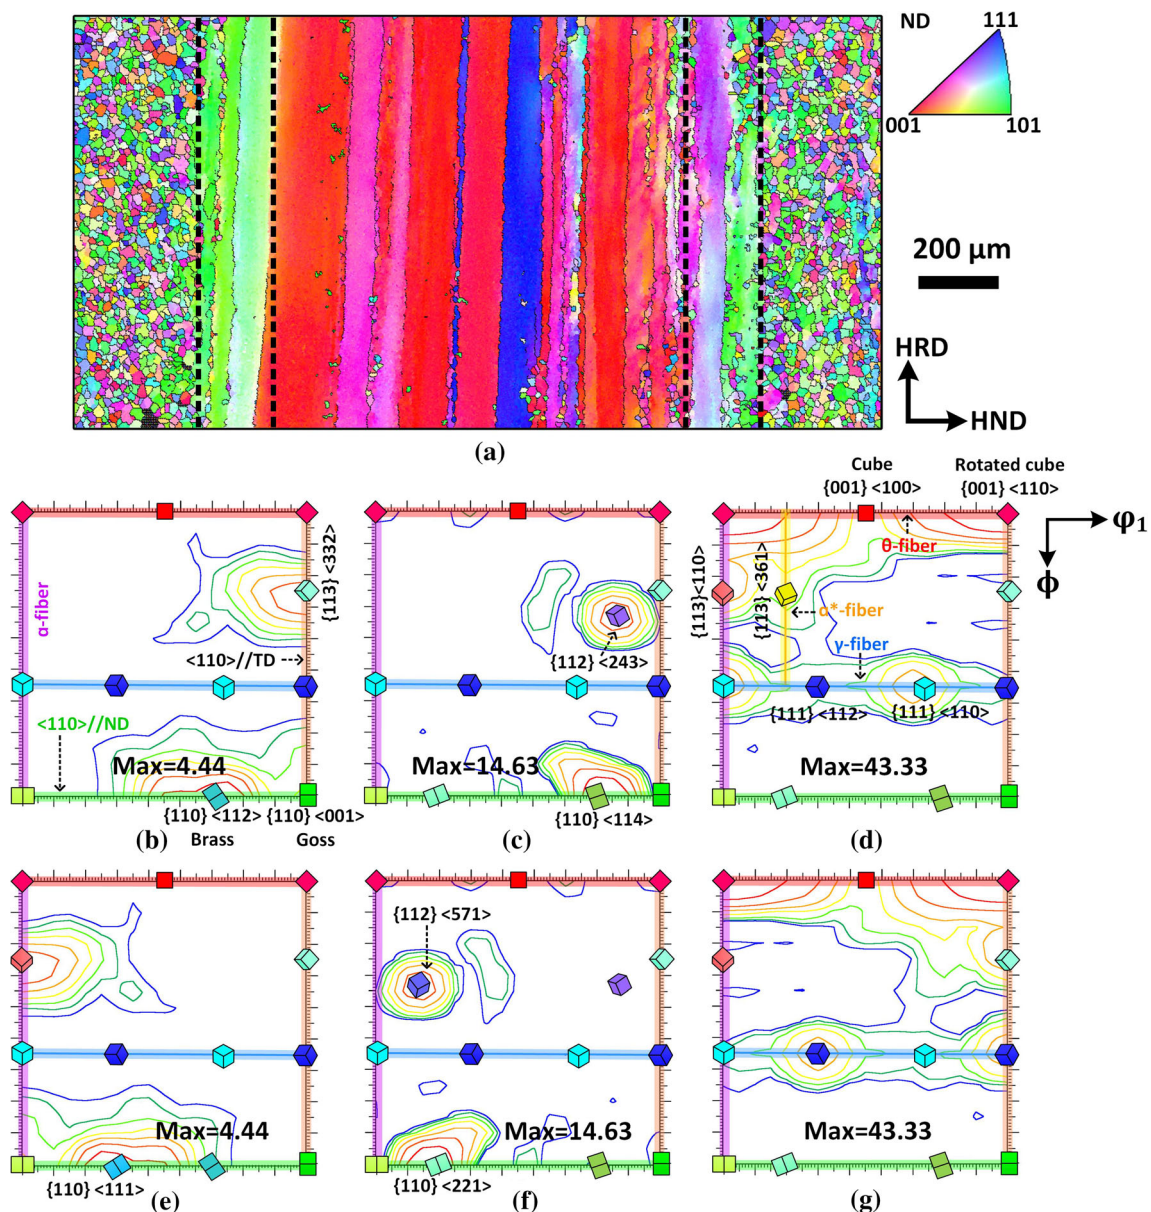 ND
111
001
101
200 μm
HRD
HND
(a)
Cube
{001} <100>
Rotated cube
{001} <110>
φ₁
ϕ
α-fiber
{113} <332>
<110>//TD
<110>//ND
Max=4.44
{110} <112>
Brass
{110} <001>
Goss
(b)
{112} <243>
Max=14.63
{110} <114>
(c)
{113} <110>
{113} <361>
θ-fiber
α*-fiber
γ-fiber
{111} <112>
{111} <110>
Max=43.33
(d)
Max=4.44
{110} <111>
(e)
{112} <571>
Max=14.63
{110} <221>
(f)
Max=43.33
(g)